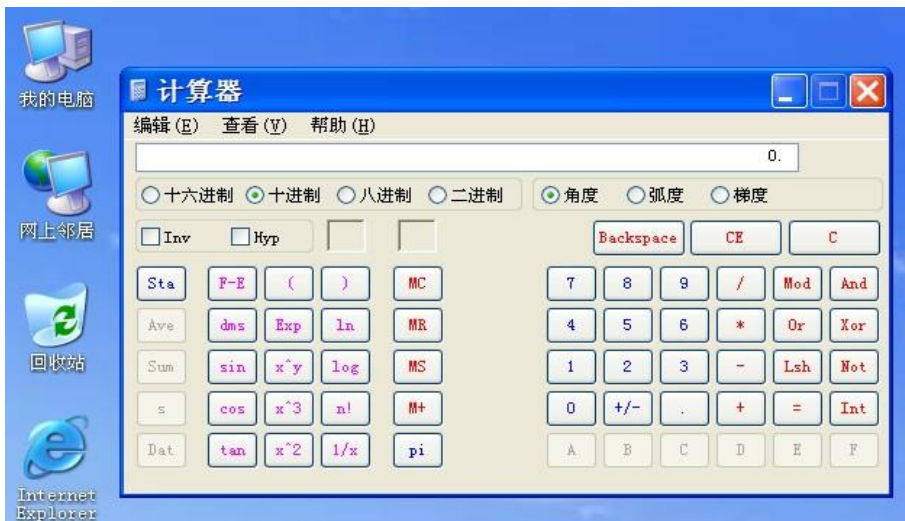 我的电脑
网上邻居
回收站
Internet
Explorer
计算器
编辑(E) 查看(V) 帮助(H)
0.
十六进制 十进制 八进制 二进制 角度 弧度 梯度
Inv Hyp Backspace CE C
Sta F-E ( ) MC 7 8 9 / Mod And
Ave dms Exp ln MR 4 5 6 * Or Xor
Sum sin x^y log MS 1 2 3 - Lsh Not
s cos x^3 n! M+ 0 +/- . + = Int
Dat tan x^2 1/x pi A B C D E F